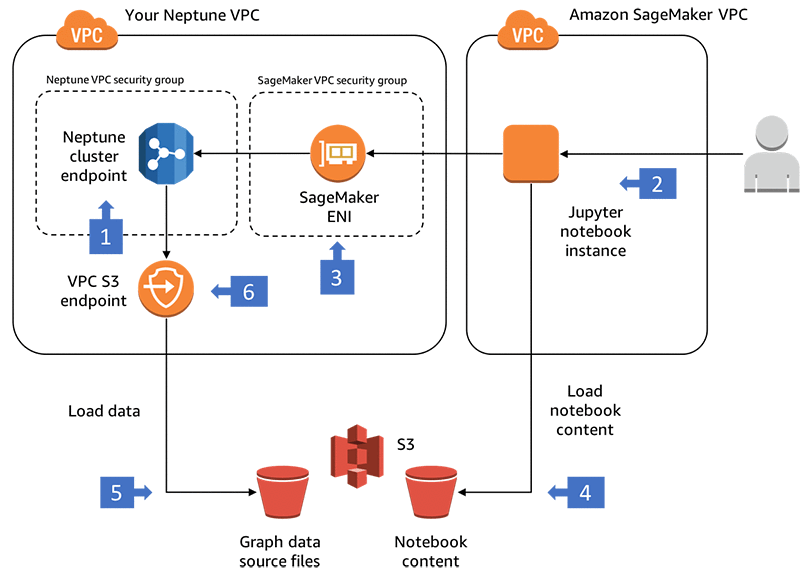 Your Neptune VPC
Amazon SageMaker VPC
VPC
VPC
Neptune VPC security group
SageMaker VPC security group
Neptune
cluster
endpoint
SageMaker
ENI
Jupyter
notebook
instance
1
2
3
VPC S3
endpoint
6
Load data
Load
notebook
content
S3
5
4
Graph data
source files
Notebook
content